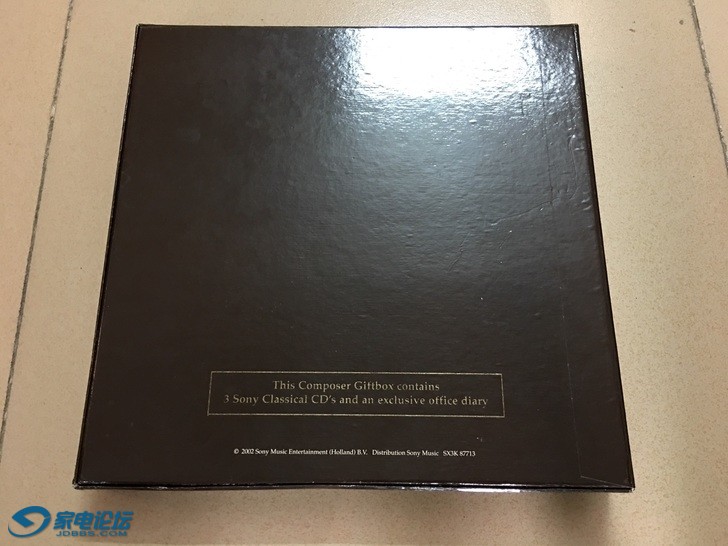 This Composer Giftbox contains
3 Sony Classical CD's and an exclusive office diary
© 2002 Sony Music Entertainment (Holland) B.V. Distribution Sony Music SX3K 87713
家电论坛
JDBBS.COM